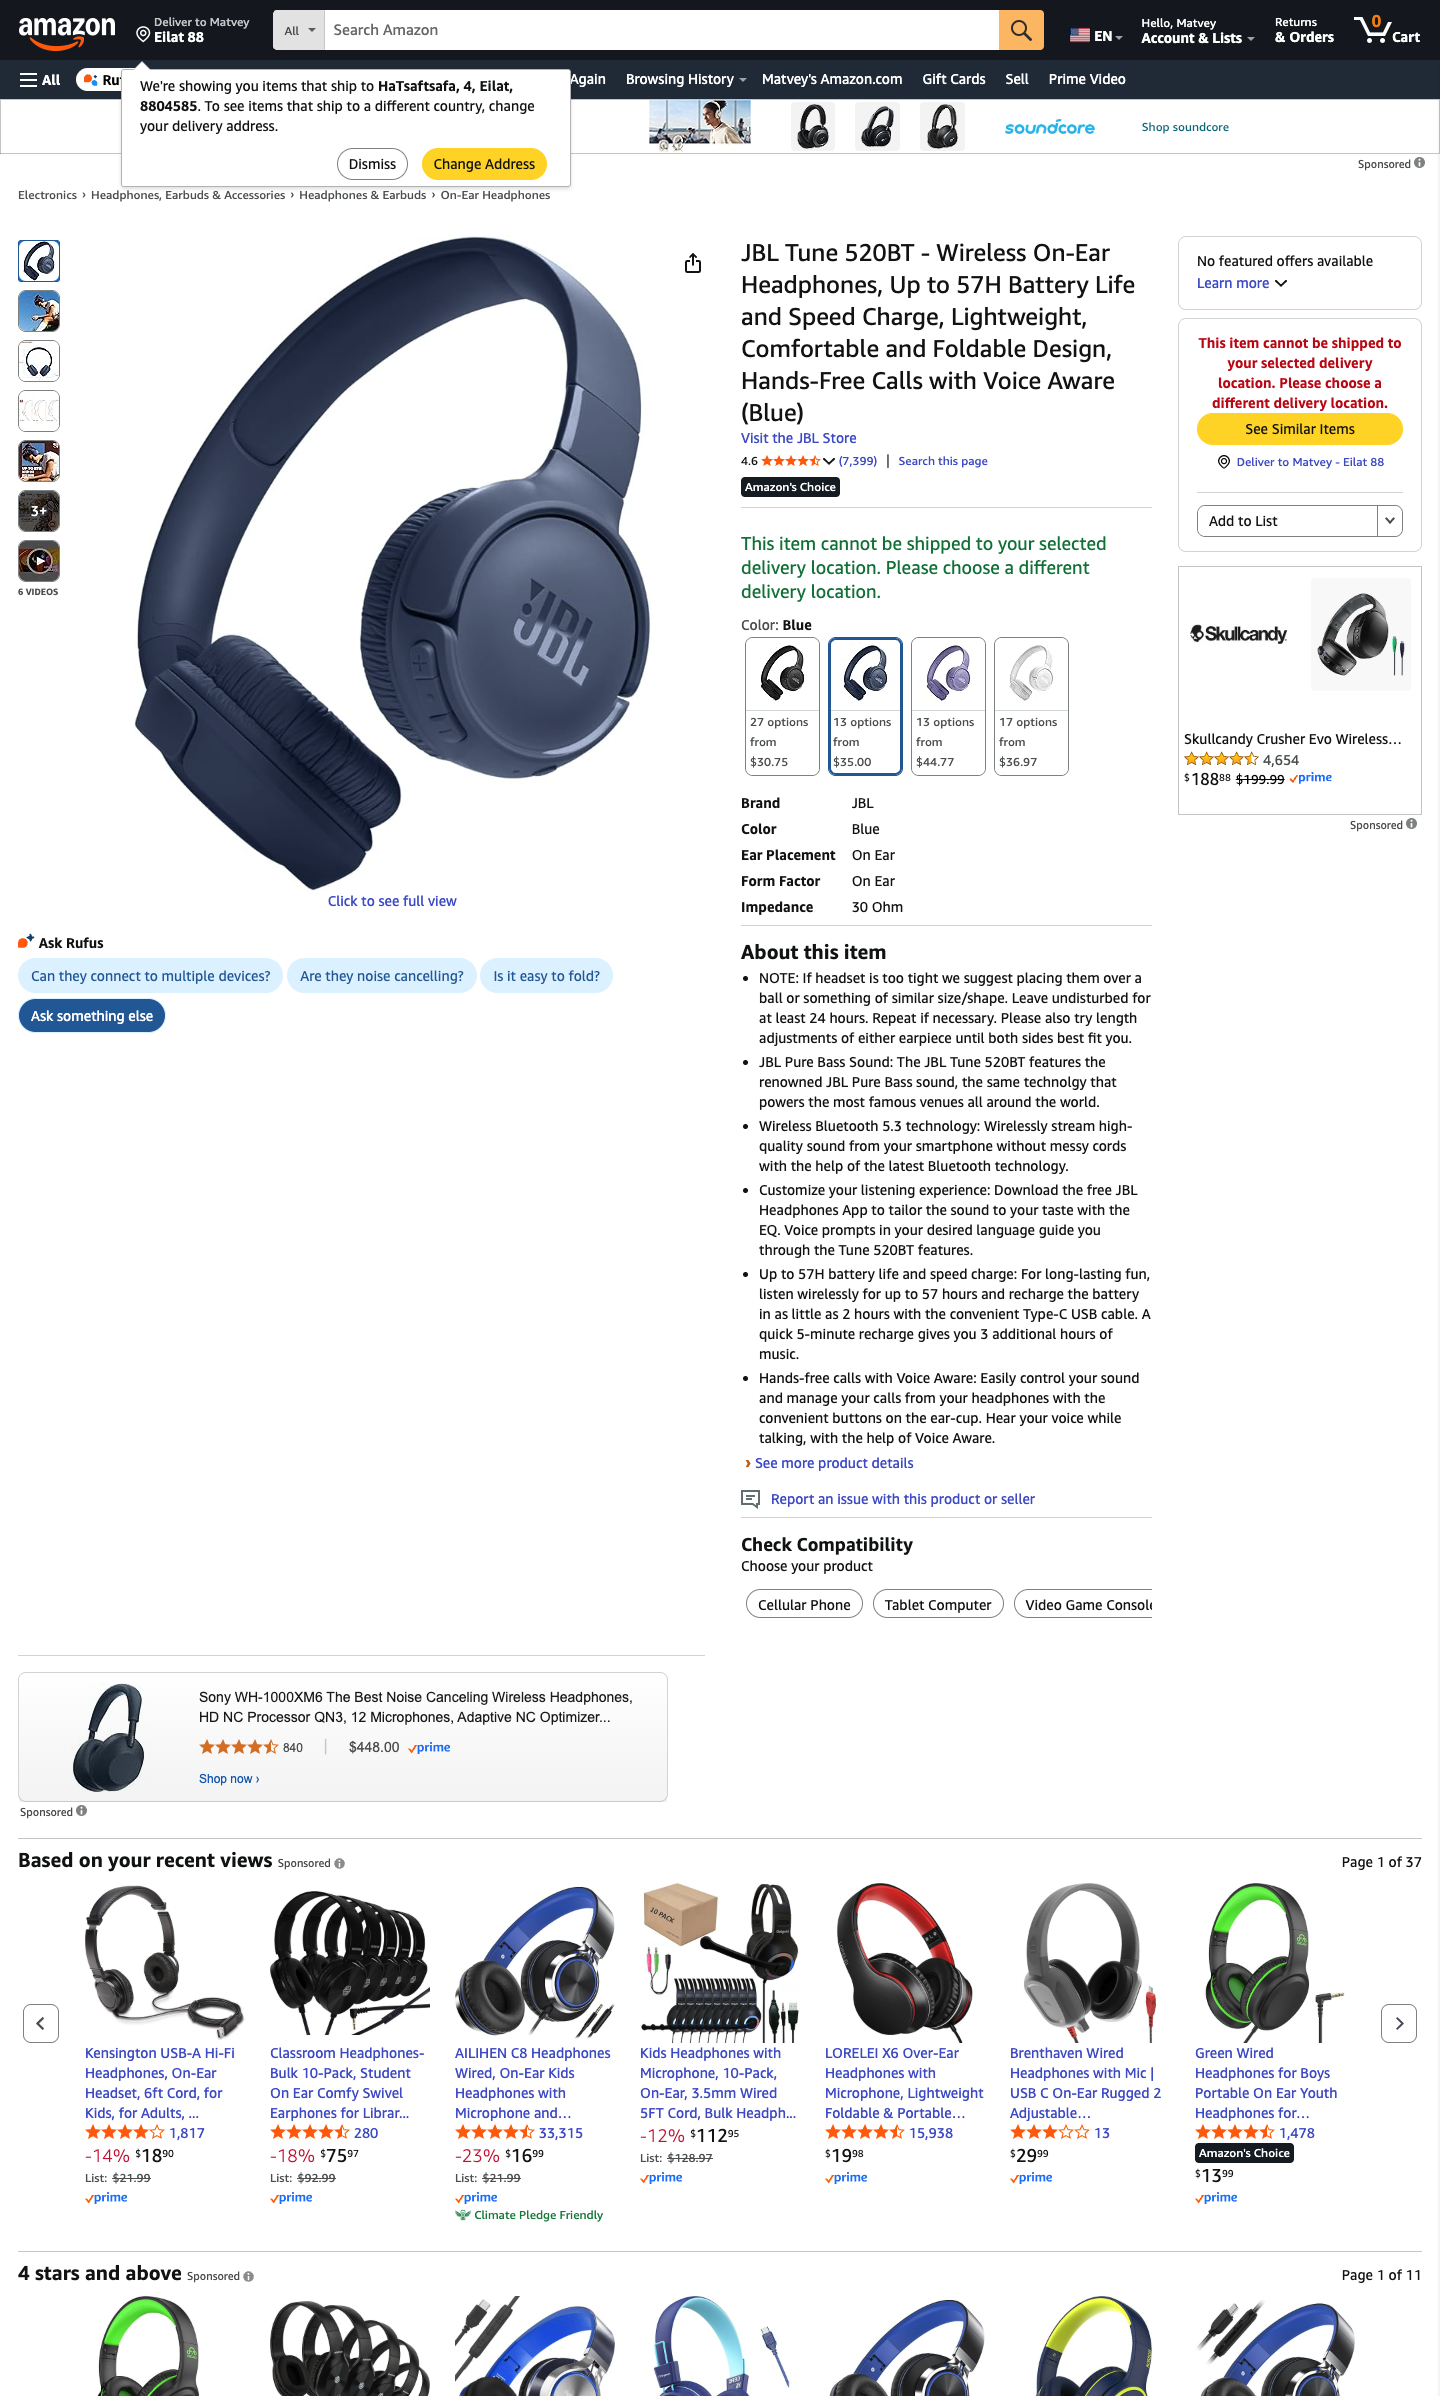 amazon
Deliver to Matvey
Eilat 88
All
Search Amazon
EN
Hello, Matvey
Account & Lists
Returns
& Orders
0
Cart
All
Again
Browsing History
Matvey's Amazon.com
Gift Cards
Sell
Prime Video
We're showing you items that ship to HaTsaftsafa, 4, Eilat,
8804585. To see items that ship to a different country, change
your delivery address.
Dismiss
Change Address
soundcore
Shop soundcore
Sponsored
Electronics › Headphones, Earbuds & Accessories › Headphones & Earbuds › On-Ear Headphones
3+
6 VIDEOS
JBL
Click to see full view
Ask Rufus
Can they connect to multiple devices?
Are they noise cancelling?
Is it easy to fold?
Ask something else
JBL Tune 520BT - Wireless On-Ear
Headphones, Up to 57H Battery Life
and Speed Charge, Lightweight,
Comfortable and Foldable Design,
Hands-Free Calls with Voice Aware
(Blue)
Visit the JBL Store
4.6 (7,399) | Search this page
Amazon's Choice
This item cannot be shipped to your selected
delivery location. Please choose a different
delivery location.
Color: Blue
27 options
from
$30.75
13 options
from
$35.00
13 options
from
$44.77
17 options
from
$36.97
Brand JBL
Color Blue
Ear Placement On Ear
Form Factor On Ear
Impedance 30 Ohm
About this item
• NOTE: If headset is too tight we suggest placing them over a
ball or something of similar size/shape. Leave undisturbed for
at least 24 hours. Repeat if necessary. Please also try length
adjustments of either earpiece until both sides best fit you.
• JBL Pure Bass Sound: The JBL Tune 520BT features the
renowned JBL Pure Bass sound, the same technolgy that
powers the most famous venues all around the world.
• Wireless Bluetooth 5.3 technology: Wirelessly stream high-
quality sound from your smartphone without messy cords
with the help of the latest Bluetooth technology.
• Customize your listening experience: Download the free JBL
Headphones App to tailor the sound to your taste with the
EQ. Voice prompts in your desired language guide you
through the Tune 520BT features.
• Up to 57H battery life and speed charge: For long-lasting fun,
listen wirelessly for up to 57 hours and recharge the battery
in as little as 2 hours with the convenient Type-C USB cable. A
quick 5-minute recharge gives you 3 additional hours of
music.
• Hands-free calls with Voice Aware: Easily control your sound
and manage your calls from your headphones with the
convenient buttons on the ear-cup. Hear your voice while
talking, with the help of Voice Aware.
› See more product details
Report an issue with this product or seller
Check Compatibility
Choose your product
Cellular Phone
Tablet Computer
Video Game Console
No featured offers available
Learn more
This item cannot be shipped to
your selected delivery
location. Please choose a
different delivery location.
See Similar Items
Deliver to Matvey - Eilat 88
Add to List
Skullcandy
Skullcandy Crusher Evo Wireless...
4,654
$188.88 $199.99 prime
Sponsored
Sony WH-1000XM6 The Best Noise Canceling Wireless Headphones,
HD NC Processor QN3, 12 Microphones, Adaptive NC Optimizer...
840 | $448.00 prime
Shop now ›
Sponsored
Based on your recent views Sponsored
Page 1 of 37
Kensington USB-A Hi-Fi
Headphones, On-Ear
Headset, 6ft Cord, for
Kids, for Adults, ...
1,817
-14% $18.90
List: $21.99
prime
Classroom Headphones-
Bulk 10-Pack, Student
On Ear Comfy Swivel
Earphones for Librar...
280
-18% $75.97
List: $92.99
prime
AILIHEN C8 Headphones
Wired, On-Ear Kids
Headphones with
Microphone and...
33,315
-23% $16.99
List: $21.99
prime
Climate Pledge Friendly
10 PACK
Kids Headphones with
Microphone, 10-Pack,
On-Ear, 3.5mm Wired
5FT Cord, Bulk Headph...
-12% $112.95
List: $128.97
prime
LORELEI X6 Over-Ear
Headphones with
Microphone, Lightweight
Foldable & Portable...
15,938
$19.98
prime
Brenthaven Wired
Headphones with Mic |
USB C On-Ear Rugged 2
Adjustable...
13
$29.99
prime
Green Wired
Headphones for Boys
Portable On Ear Youth
Headphones for...
1,478
Amazon's Choice
$13.99
prime
4 stars and above Sponsored
Page 1 of 11